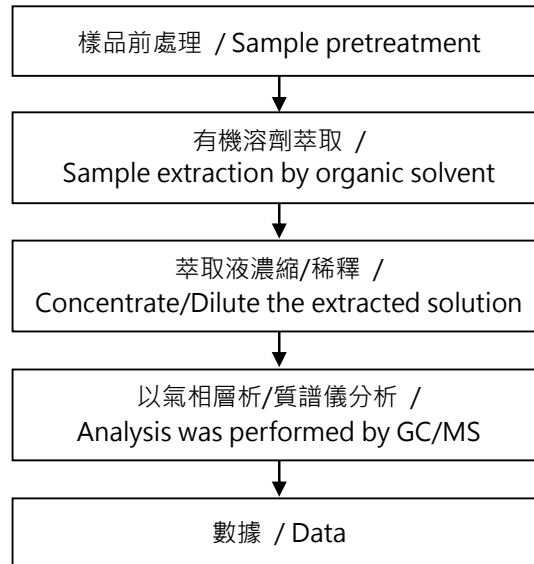 樣品前處理 / Sample pretreatment
有機溶劑萃取 /
Sample extraction by organic solvent
萃取液濃縮/稀釋 /
Concentrate/Dilute the extracted solution
以氣相層析/質譜儀分析 /
Analysis was performed by GC/MS
數據 / Data